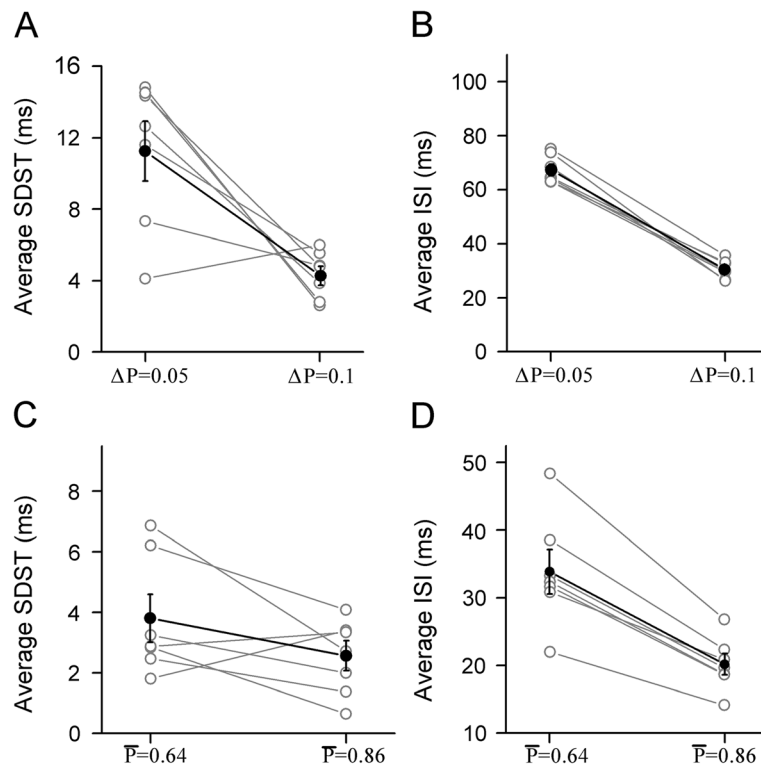 A
B
Average SDST (ms)
16
12
8
4
0
ΔP=0.05
ΔP=0.1
Average ISI (ms)
100
80
60
40
20
0
ΔP=0.05
ΔP=0.1
C
D
Average SDST (ms)
8
6
4
2
0
P̅=0.64
P̅=0.86
Average ISI (ms)
50
40
30
20
10
P̅=0.64
P̅=0.86